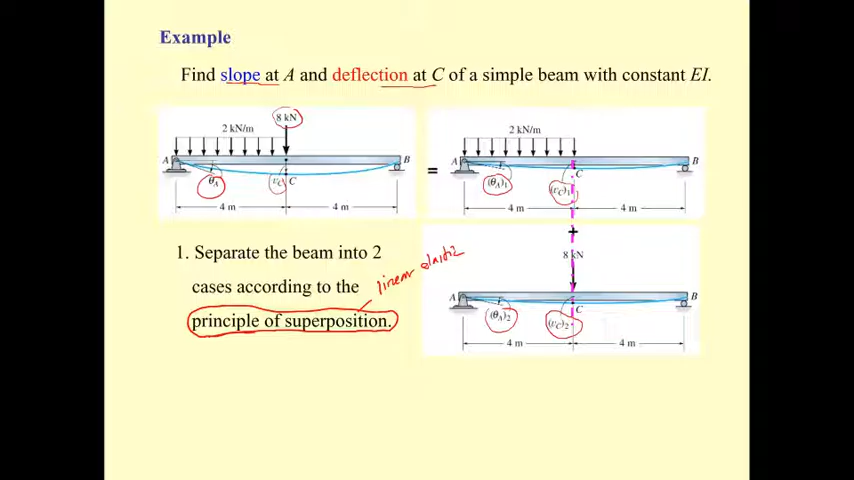 Example
Find slope at A and deflection at C of a simple beam with constant EI.
8 kN
2 kN/m
A
B
θA
vC
C
4 m
4 m
=
2 kN/m
A
B
(θA)1
(vC)1
C
4 m
4 m
+
8 kN
A
B
(θA)2
(vC)2
C
4 m
4 m
1. Separate the beam into 2
cases according to the
principle of superposition.
linear elastic